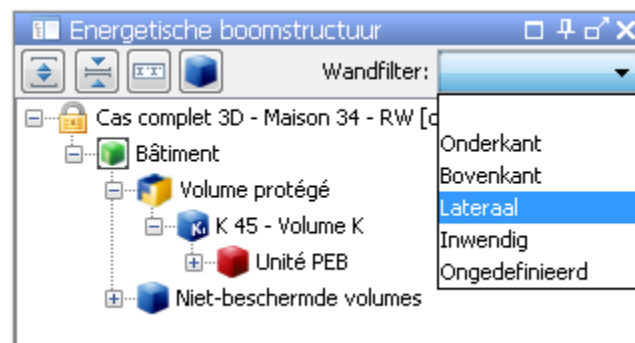 Energetische boomstructuur
Wandfilter:
Cas complet 3D - Maison 34 - RW [c
Bâtiment
Volume protégé
K 45 - Volume K
Unité PEB
Niet-beschermde volumes
Onderkant
Bovenkant
Lateraal
Inwendig
Ongedefinieerd